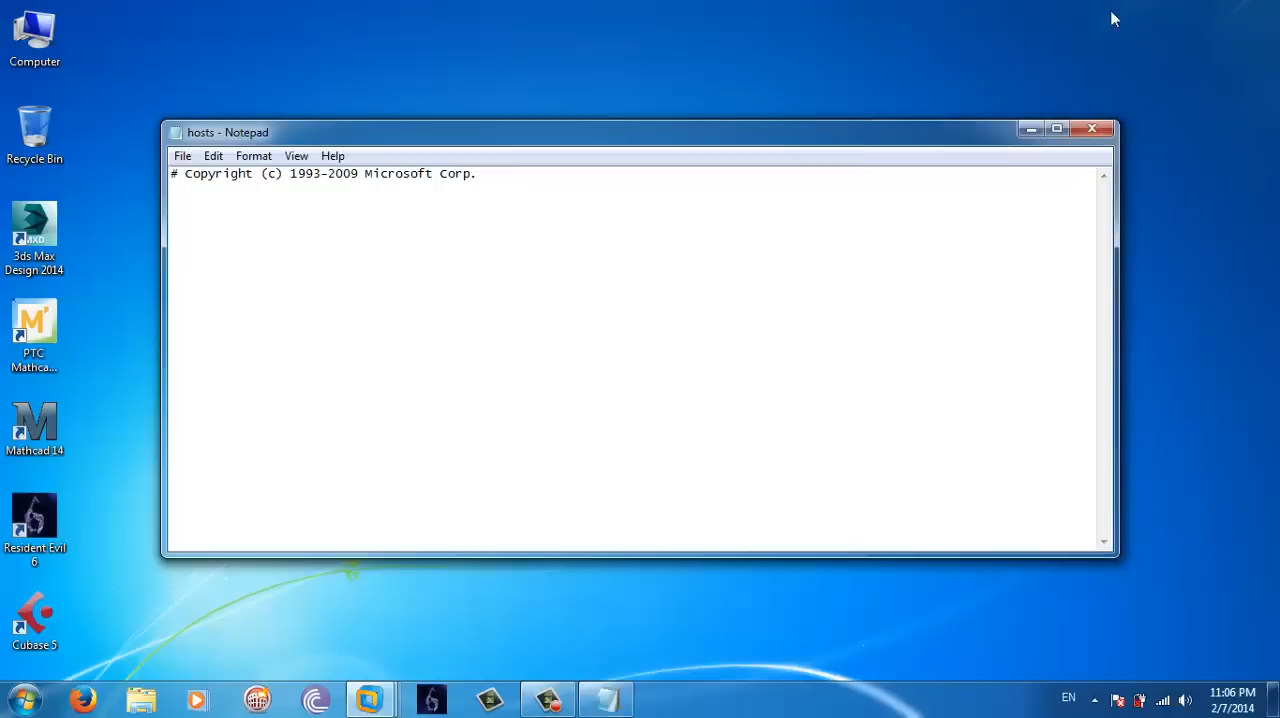 Computer
Recycle Bin
3ds Max
Design 2014
PTC
Mathca...
Mathcad 14
Resident Evil
6
Cubase 5
hosts - Notepad
File Edit Format View Help
# Copyright (c) 1993-2009 Microsoft Corp.
EN
11:06 PM
2/7/2014
MXD